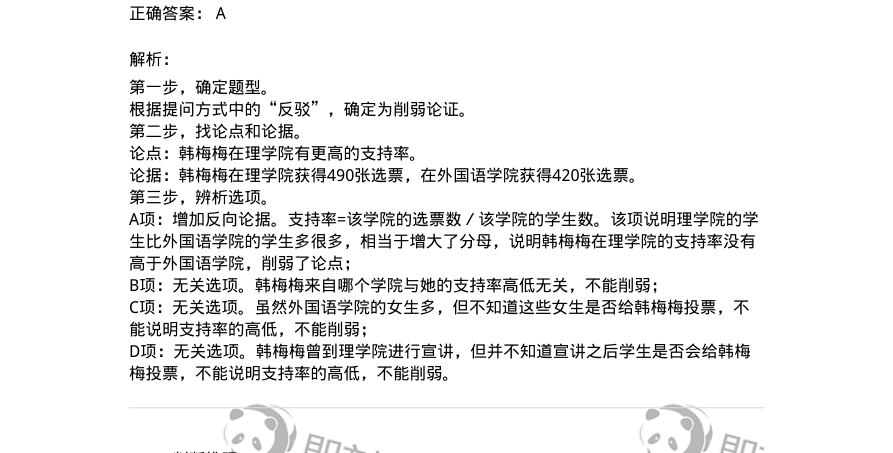 正确答案： A
解析：
第一步，确定题型。
根据提问方式中的“反驳”，确定为削弱论证。
第二步，找论点和论据。
论点：韩梅梅在理学院有更高的支持率。
论据：韩梅梅在理学院获得490张选票，在外国语学院获得420张选票。
第三步，辨析选项。
A项：增加反向论据。支持率=该学院的选票数 / 该学院的学生数。该项说明理学院的学
生比外国语学院的学生多很多，相当于增大了分母，说明韩梅梅在理学院的支持率没有
高于外国语学院，削弱了论点；
B项：无关选项。韩梅梅来自哪个学院与她的支持率高低无关，不能削弱；
C项：无关选项。虽然外国语学院的女生多，但不知道这些女生是否给韩梅梅投票，不
能说明支持率的高低，不能削弱；
D项：无关选项。韩梅梅曾到理学院进行宣讲，但并不知道宣讲之后学生是否会给韩梅
梅投票，不能说明支持率的高低，不能削弱。